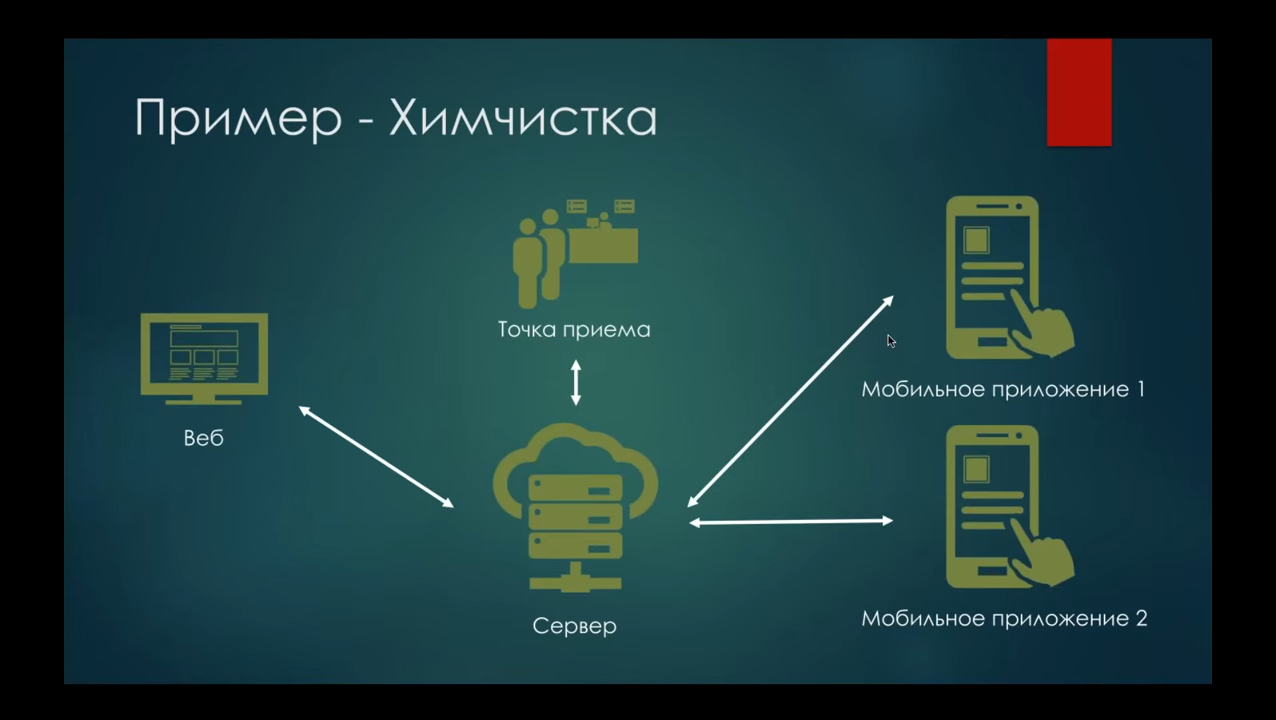 Пример - Химчистка
Точка приема
Веб
Сервер
Мобильное приложение 1
Мобильное приложение 2